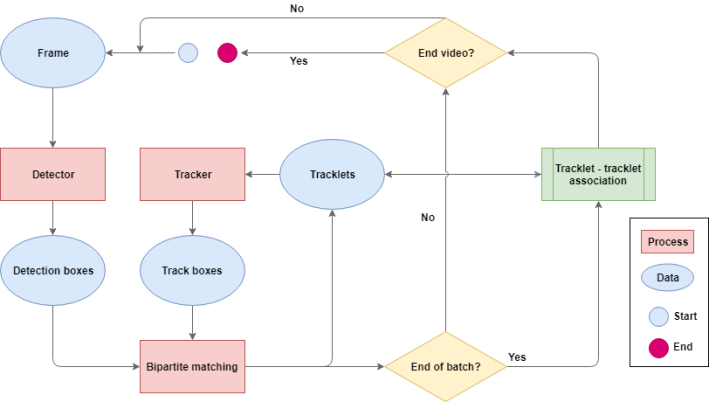 No
Frame
Yes
End video?
Detector
Tracker
Tracklets
Tracklet - tracklet
association
No
Process
Detection boxes
Track boxes
Data
Start
End
Bipartite matching
End of batch?
Yes